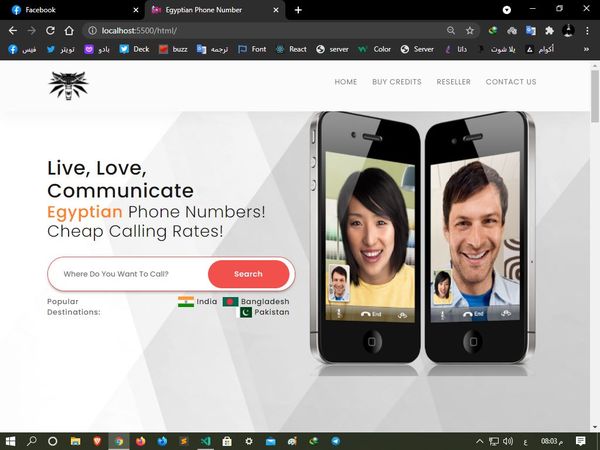 Facebook
Egyptian Phone Number
localhost:5500/html/
فيس
تويتر
بادو
Deck
buzz
ترجمه
Font
React
server
Color
Server
داتا
يلا شوت
أكوام
HOME
BUY CREDITS
RESELLER
CONTACT US
Live, Love,
Communicate
Egyptian Phone Numbers!
Cheap Calling Rates!
Where Do You Want To Call?
Search
Popular
Destinations:
India
Bangladesh
Pakistan
End
End
ع
08:03 م